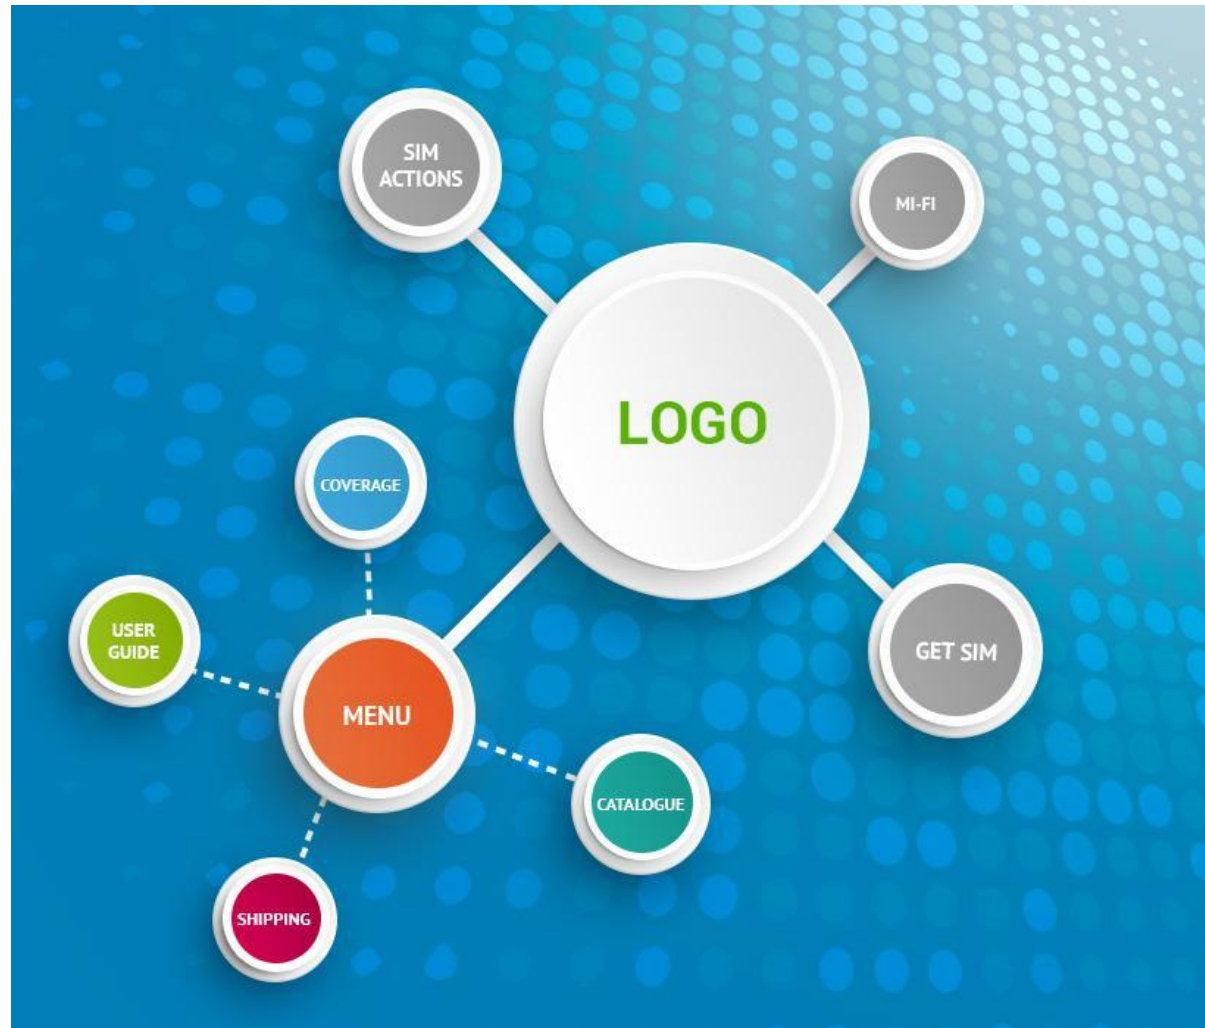 SIM
ACTIONS
MI-FI
LOGO
COVERAGE
USER
GUIDE
GET SIM
MENU
CATALOGUE
SHIPPING